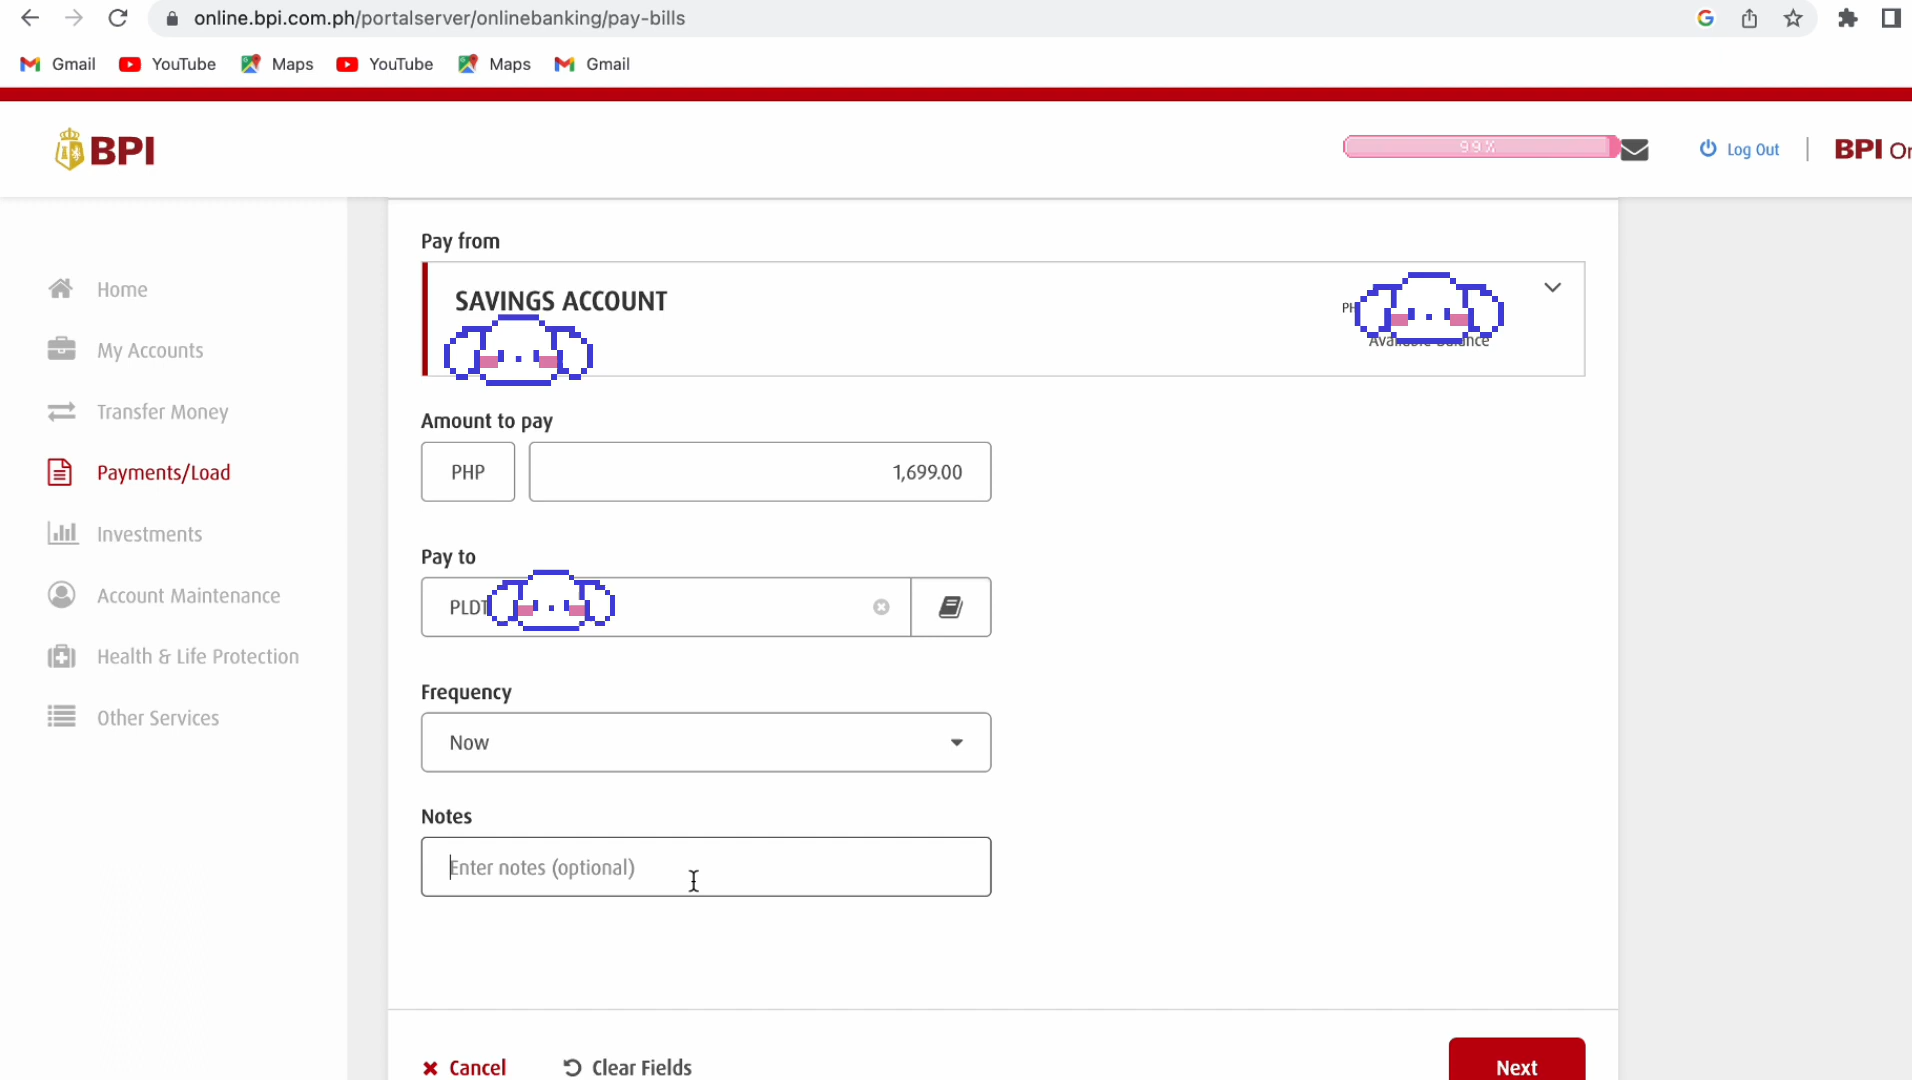 online.bpi.com.ph/portalserver/onlinebanking/pay-bills
Gmail YouTube Maps YouTube Maps Gmail
BPI
99%
Log Out
BPI
Home
My Accounts
Transfer Money
Payments/Load
Investments
Account Maintenance
Health & Life Protection
Other Services
Pay from
SAVINGS ACCOUNT
Amount to pay
PHP
1,699.00
Pay to
PLDT
Frequency
Now
Notes
Enter notes (optional)
Cancel
Clear Fields
Next